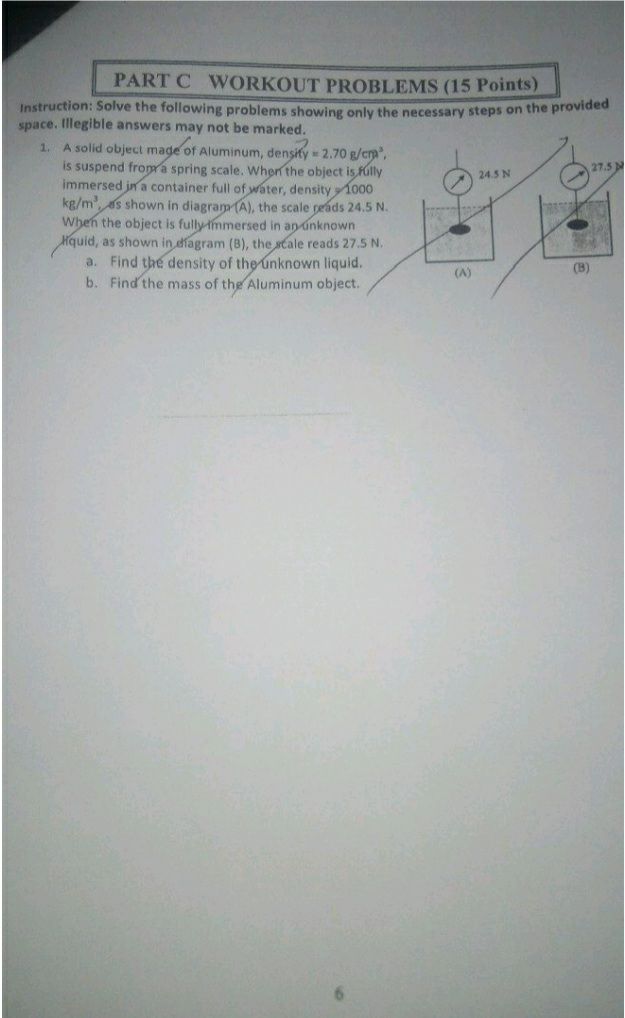 PART C WORKOUT PROBLEMS (15 Points)
Instruction: Solve the following problems showing only the necessary steps on the provided
space. Illegible answers may not be marked.
1. A solid object made of Aluminum, density = 2.70 g/cm³,
is suspend from a spring scale. When the object is fully
immersed in a container full of water, density = 1000
kg/m³, as shown in diagram (A), the scale reads 24.5 N.
When the object is fully immersed in an unknown
liquid, as shown in diagram (B), the scale reads 27.5 N.
a. Find the density of the unknown liquid.
b. Find the mass of the Aluminum object.
24.5 N
27.5 N
(A)
(B)
6